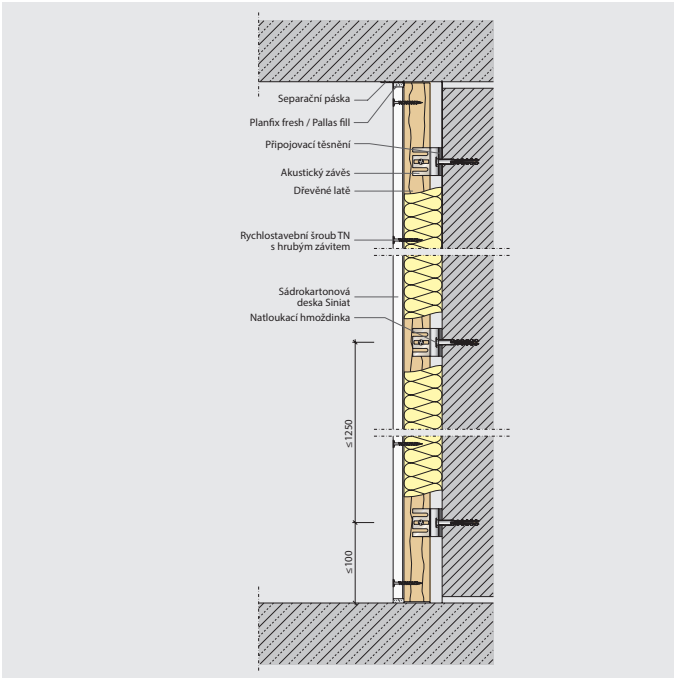 Separační páska
Planfix fresh / Pallas fill
Připojovací těsnění
Akustický závěs
Dřevěné latě
Rychlostavební šroub TN
s hrubým závitem
Sádrokartonová
deska Siniat
Natloukací hmoždinka
≤1250
≤100